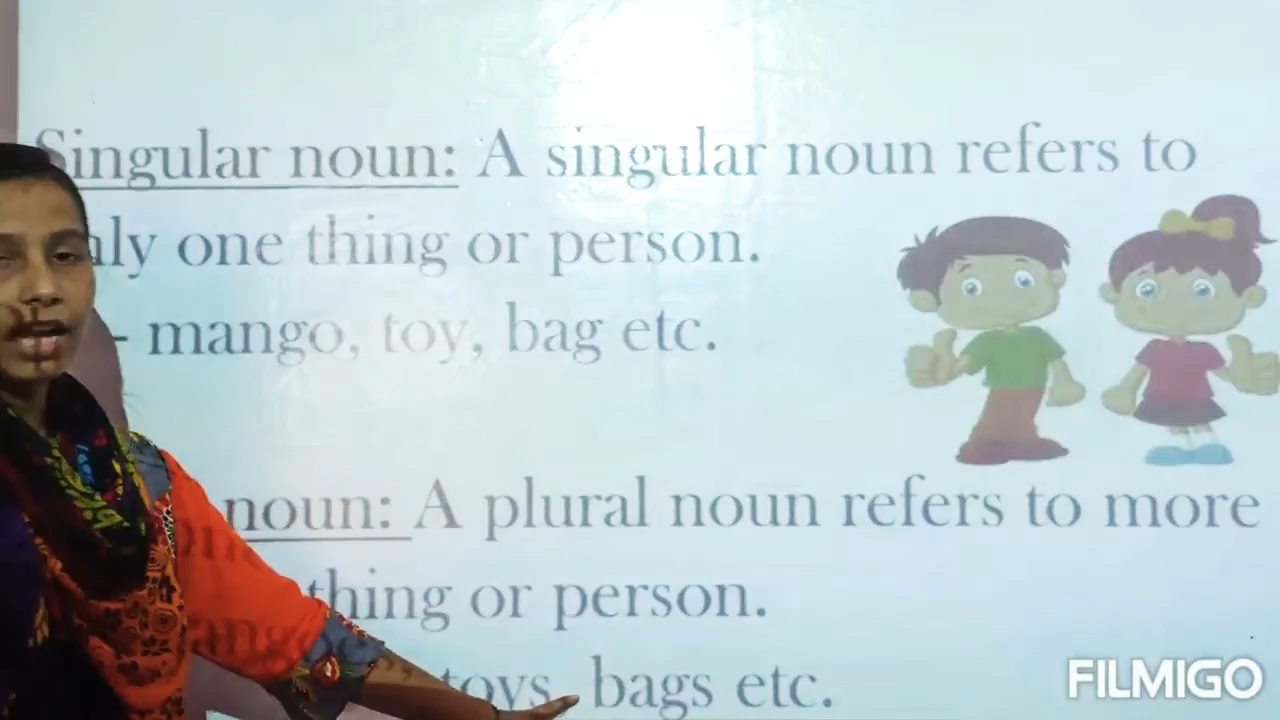 Singular noun: A singular noun refers to
one thing or person.
- mango, toy, bag etc.
noun: A plural noun refers to more
thing or person.
toys, bags etc.
FILMIGO